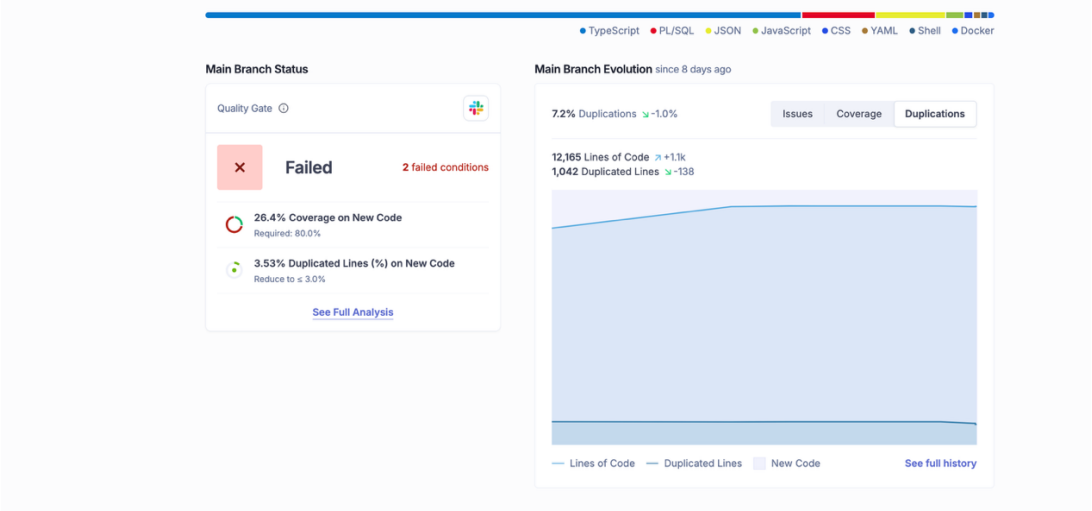 TypeScript PL/SQL JSON JavaScript CSS YAML Shell Docker
Main Branch Status
Quality Gate
Failed
2 failed conditions
26.4% Coverage on New Code
Required: 80.0%
3.53% Duplicated Lines (%) on New Code
Reduce to ≤ 3.0%
See Full Analysis
Main Branch Evolution since 8 days ago
7.2% Duplications -1.0%
Issues Coverage Duplications
12,165 Lines of Code +1.1k
1,042 Duplicated Lines -138
Lines of Code Duplicated Lines New Code
See full history